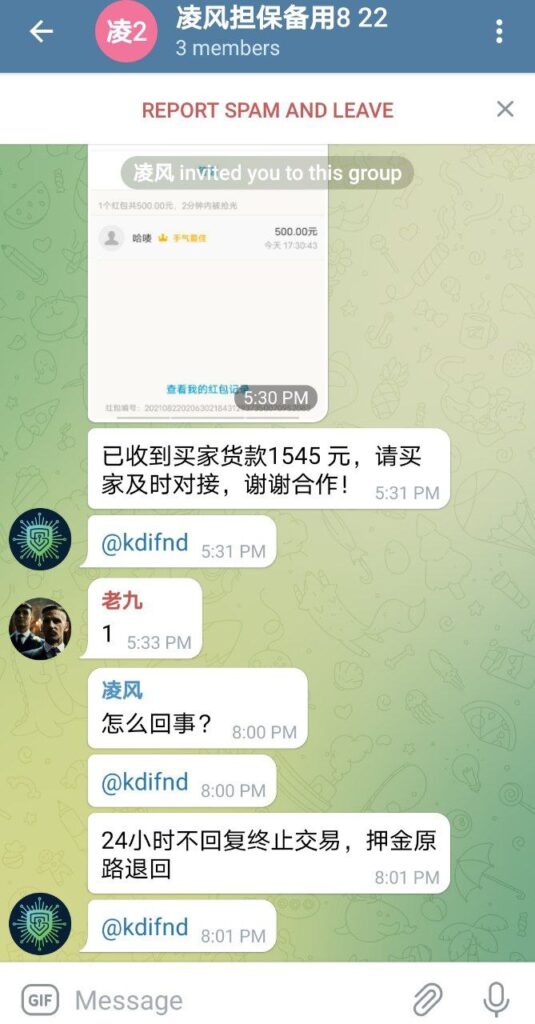 凌2
凌风担保备用8 22
3 members
REPORT SPAM AND LEAVE
凌风 invited you to this group
1个红包共500.00元，2分钟内被抢光
哈喽 手气最佳
500.00元
今天 17:30:43
查看我的红包记录
5:30 PM
红包编号：
已收到买家货款1545 元，请买
家及时对接，谢谢合作！
5:31 PM
@kdifnd 5:31 PM
老九
1 5:33 PM
凌风
怎么回事？ 8:00 PM
@kdifnd 8:00 PM
24小时不回复终止交易，押金原
路退回
8:01 PM
@kdifnd 8:01 PM
GIF Message